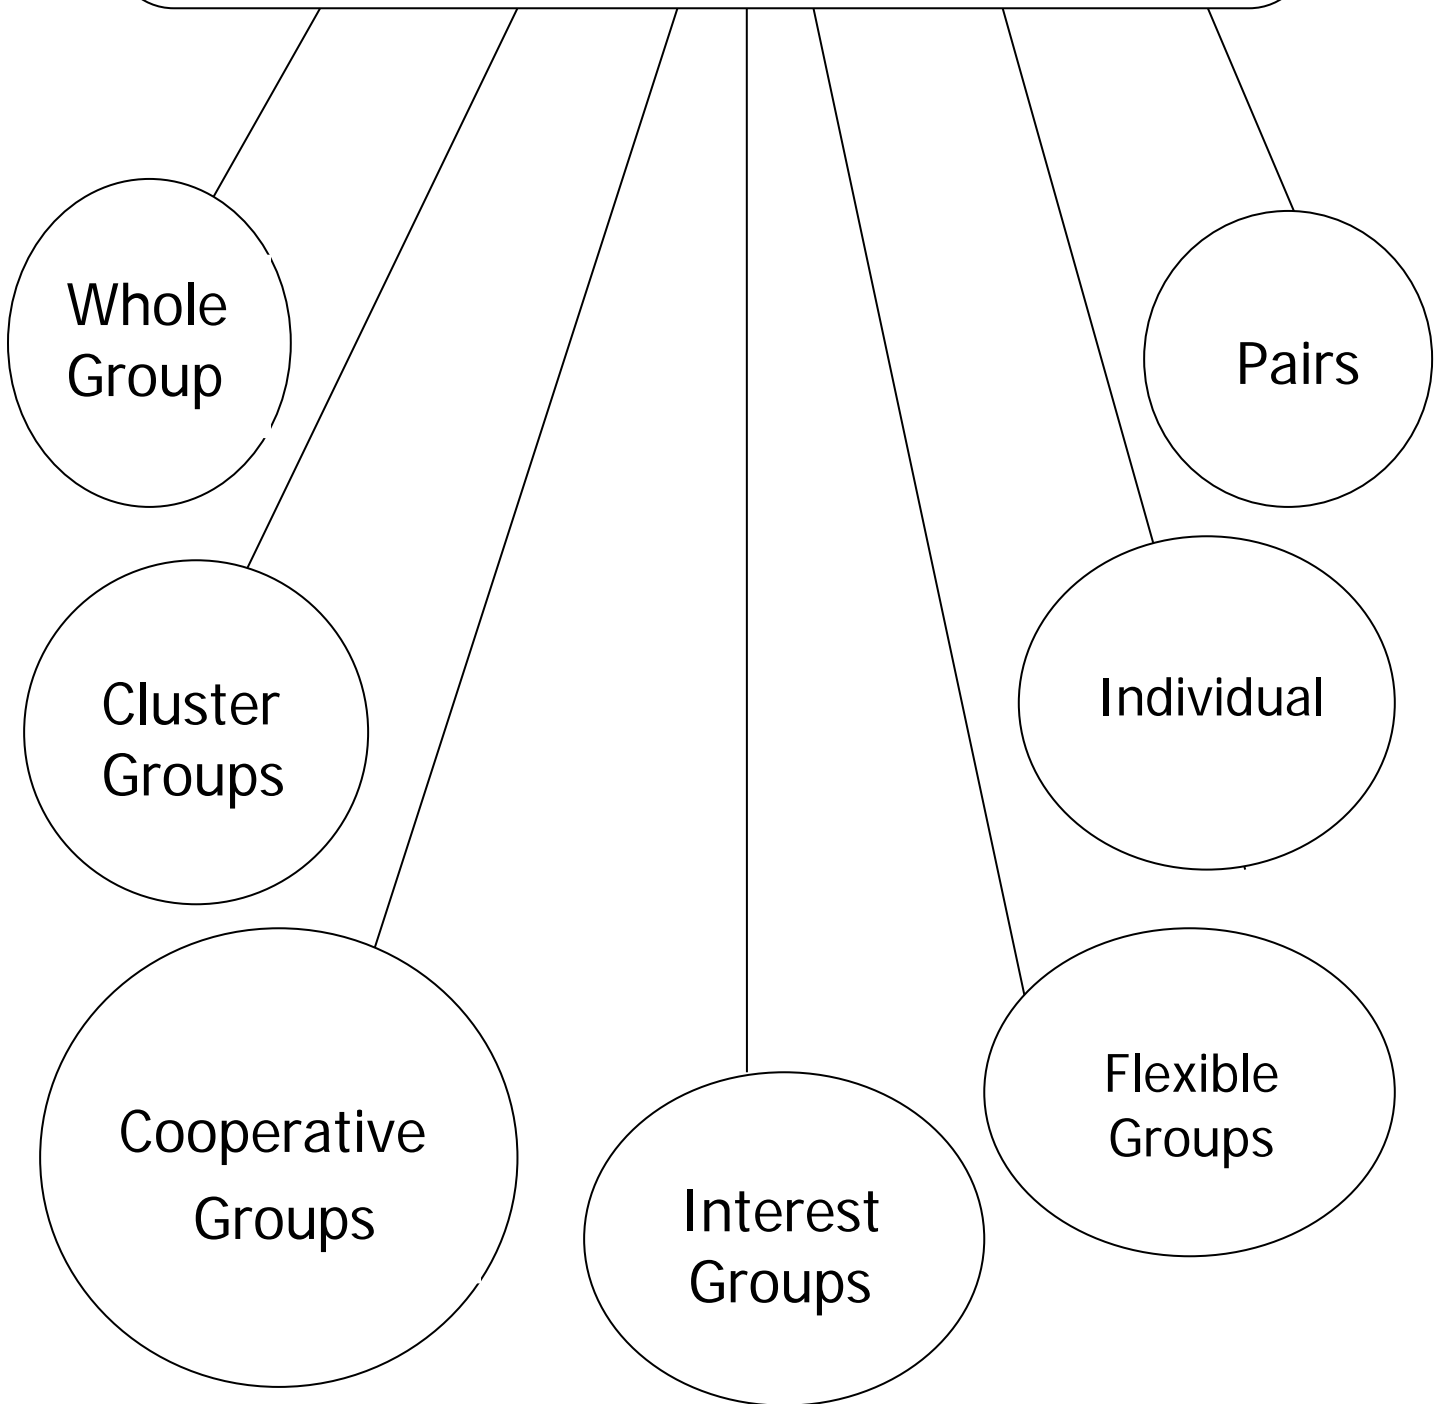 Whole
Group
Pairs
Cluster
Groups
Individual
Cooperative
Groups
Interest
Groups
Flexible
Groups